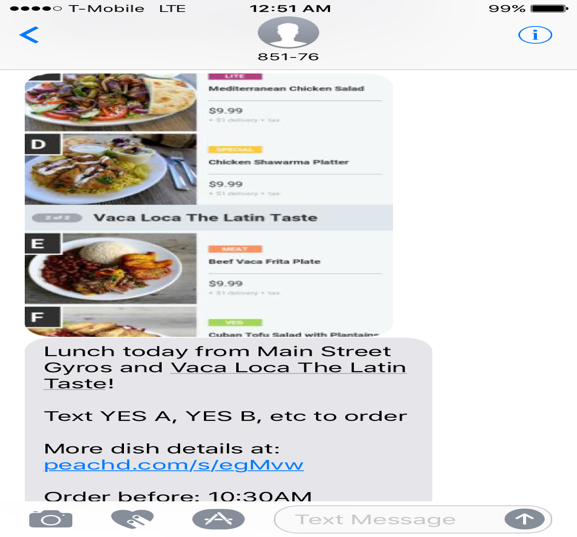 T-Mobile LTE 12:51 AM 99%
851-76
LITE
Mediterranean Chicken Salad
$9.99
+ $1 delivery + tax
D
SPECIAL
Chicken Shawarma Platter
$9.99
+ $1 delivery + tax
2 of 2 Vaca Loca The Latin Taste
E
MEAT
Beef Vaca Frita Plate
$9.99
+ $1 delivery + tax
F
VEG
Cuban Tofu Salad with Plantains
Lunch today from Main Street
Gyros and Vaca Loca The Latin
Taste!
Text YES A, YES B, etc to order
More dish details at:
peachd.com/s/egMvw
Order before: 10:30AM
Text Message